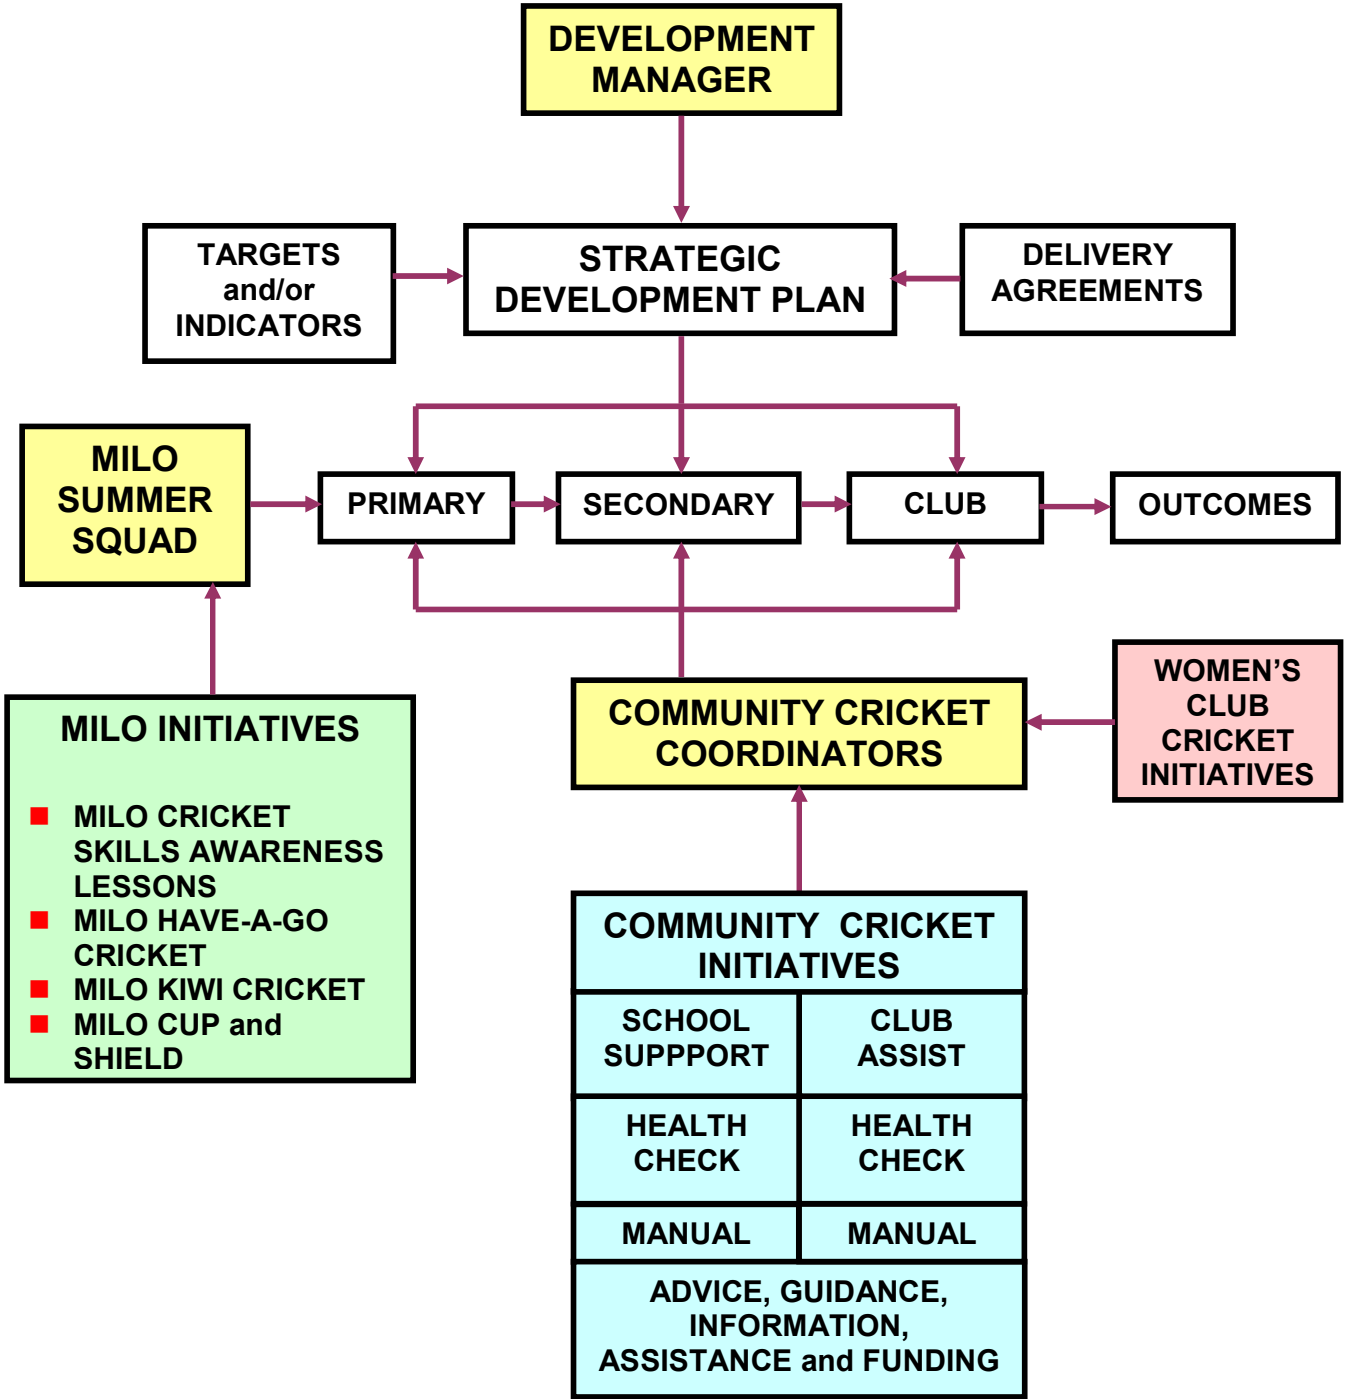 DEVELOPMENT
MANAGER
TARGETS
and/or
INDICATORS
STRATEGIC
DEVELOPMENT PLAN
DELIVERY
AGREEMENTS
MILO
SUMMER
SQUAD
PRIMARY
SECONDARY
CLUB
OUTCOMES
MILO INITIATIVES
MILO CRICKET
SKILLS AWARENESS
LESSONS
MILO HAVE-A-GO
CRICKET
MILO KIWI CRICKET
MILO CUP and
SHIELD
COMMUNITY CRICKET
COORDINATORS
WOMEN’S
CLUB
CRICKET
INITIATIVES
COMMUNITY CRICKET
INITIATIVES
SCHOOL
SUPPPORT
CLUB
ASSIST
HEALTH
CHECK
HEALTH
CHECK
MANUAL
MANUAL
ADVICE, GUIDANCE,
INFORMATION,
ASSISTANCE and FUNDING